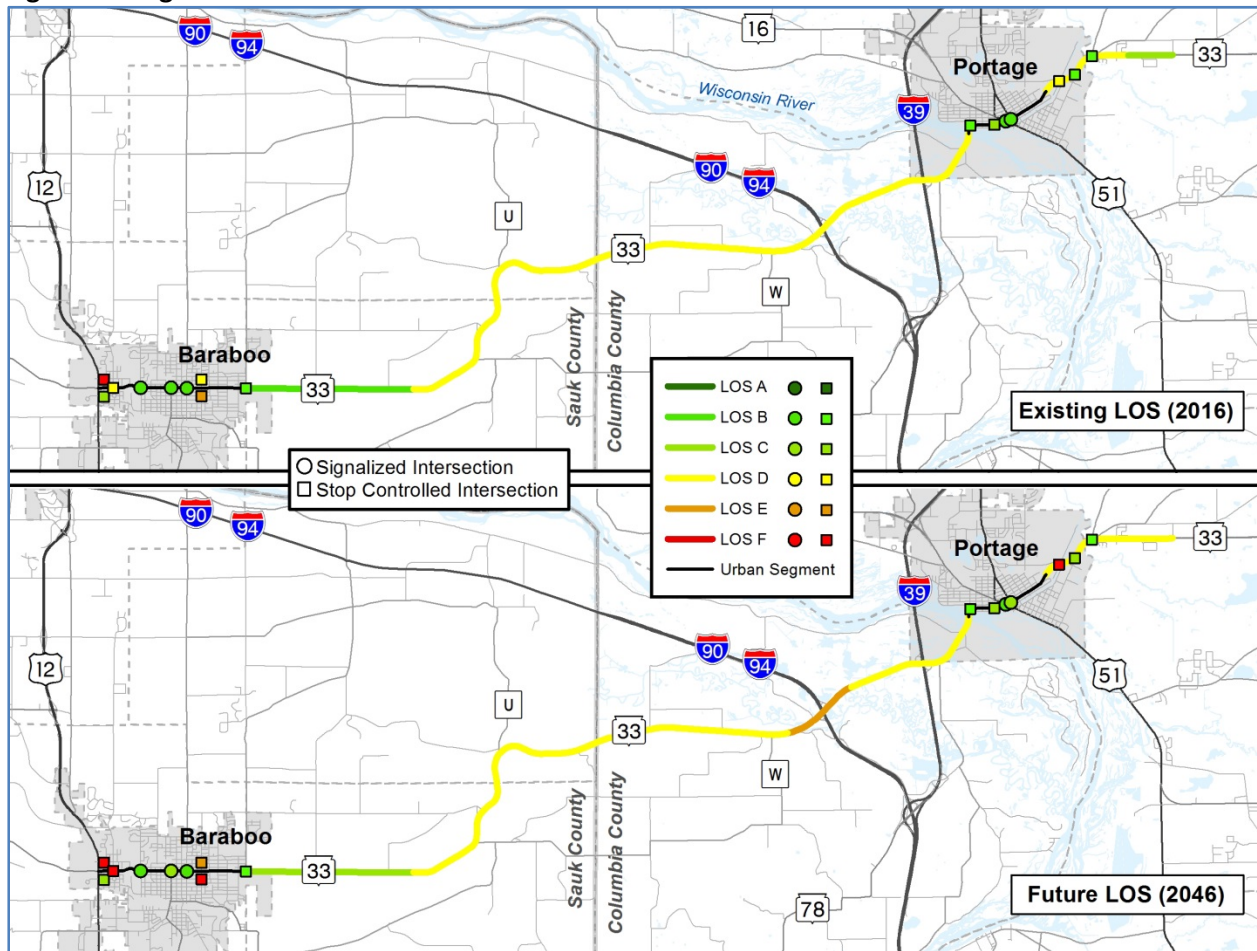 90
94
16
Portage
33
Wisconsin River
39
12
90
94
51
U
33
Sauk County
Columbia County
W
Baraboo
33
LOS A
LOS B
LOS C
LOS D
LOS E
LOS F
Urban Segment
Existing LOS (2016)
Signalized Intersection
Stop Controlled Intersection
90
94
Portage
33
39
12
90
94
51
U
33
Sauk County
Columbia County
W
Baraboo
33
78
Future LOS (2046)